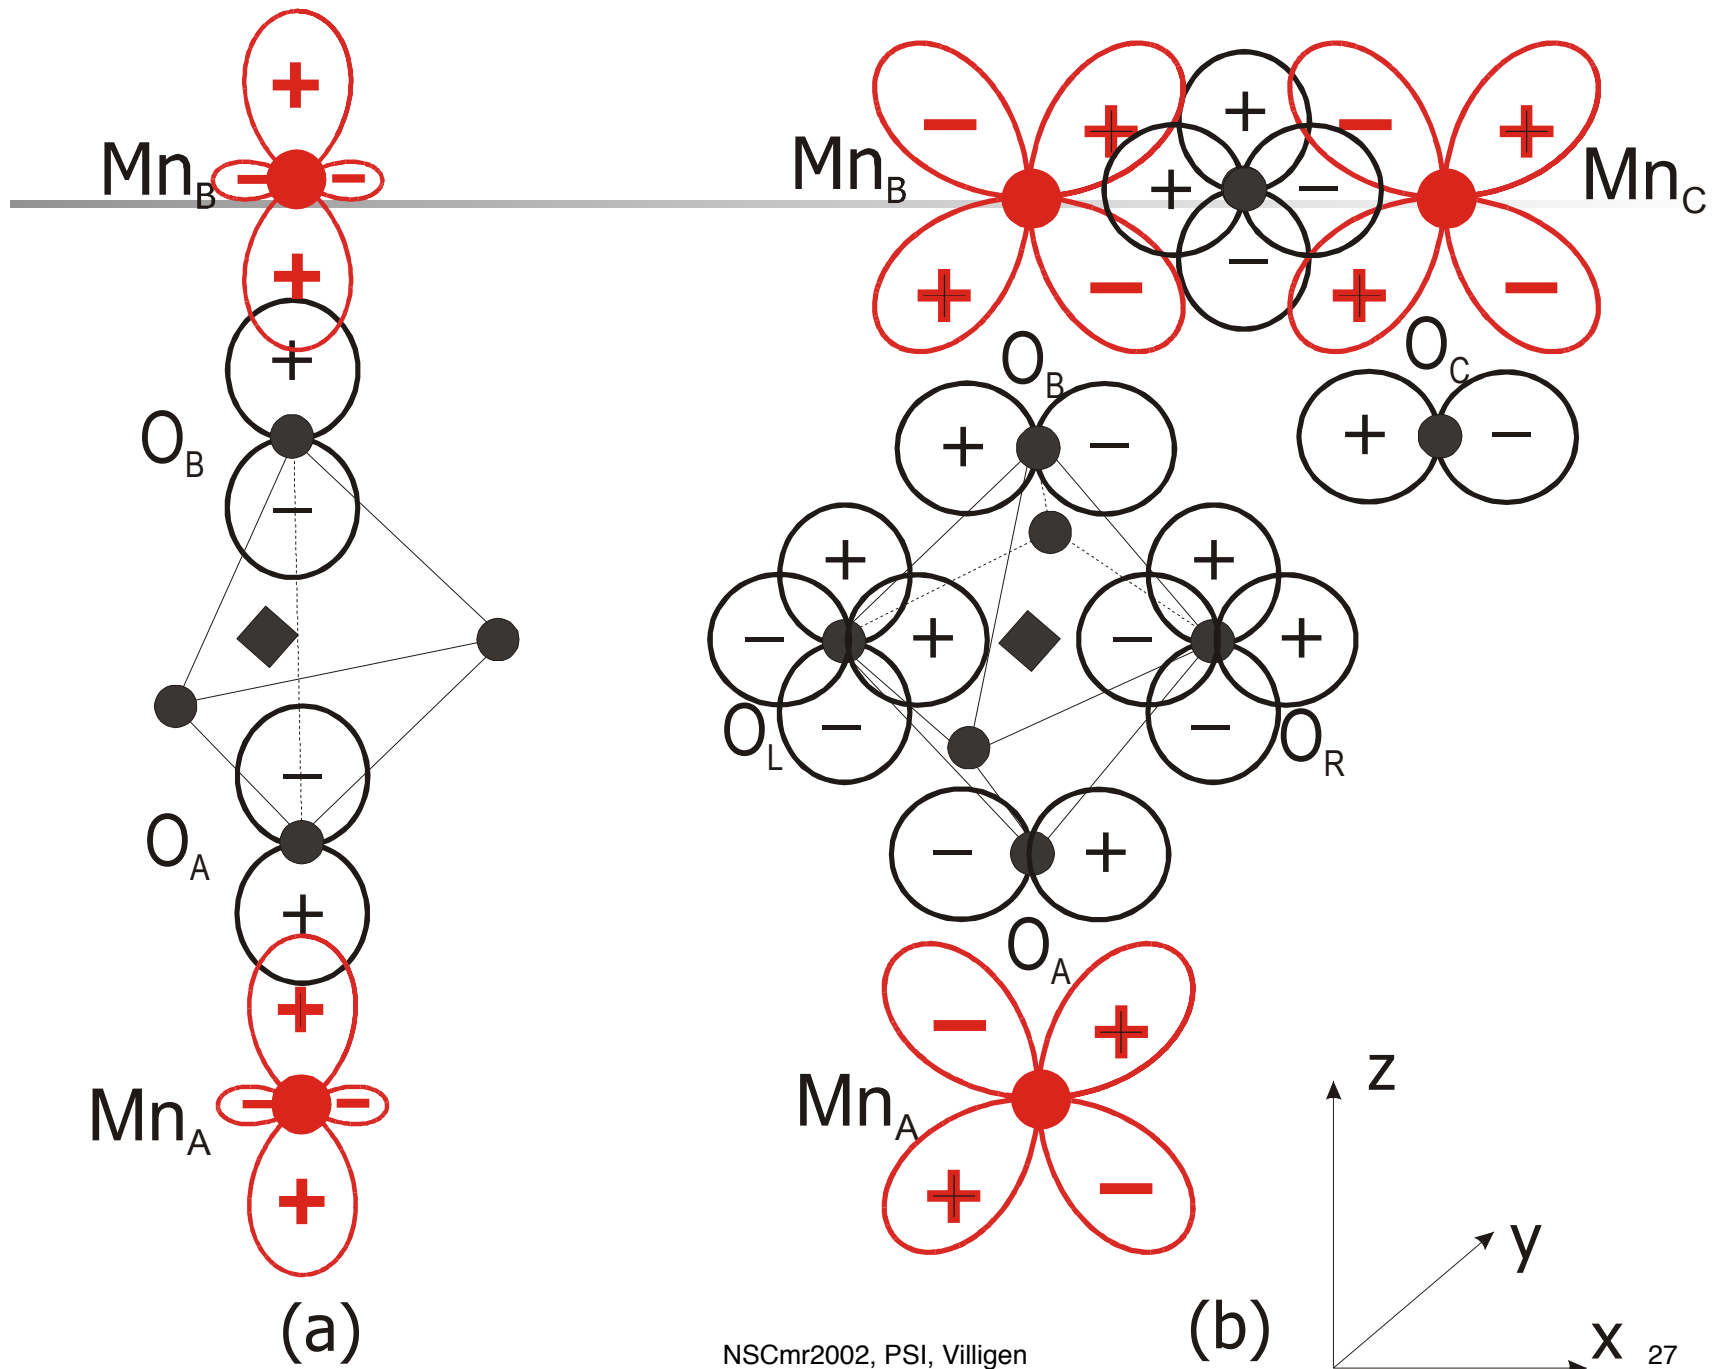 +
Mn_B
- -
+
+
O_B
-
-
O_A
+
+
Mn_A
- -
+
(a)
- + + - +
Mn_B
+ -
Mn_C
+ - - + -
O_B
O_C
+ -
+ -
+ +
- + - +
- -
O_L
O_R
- +
O_A
- +
Mn_A
+ -
(b)
z
y
x
NSCmr2002, PSI, Villigen
27